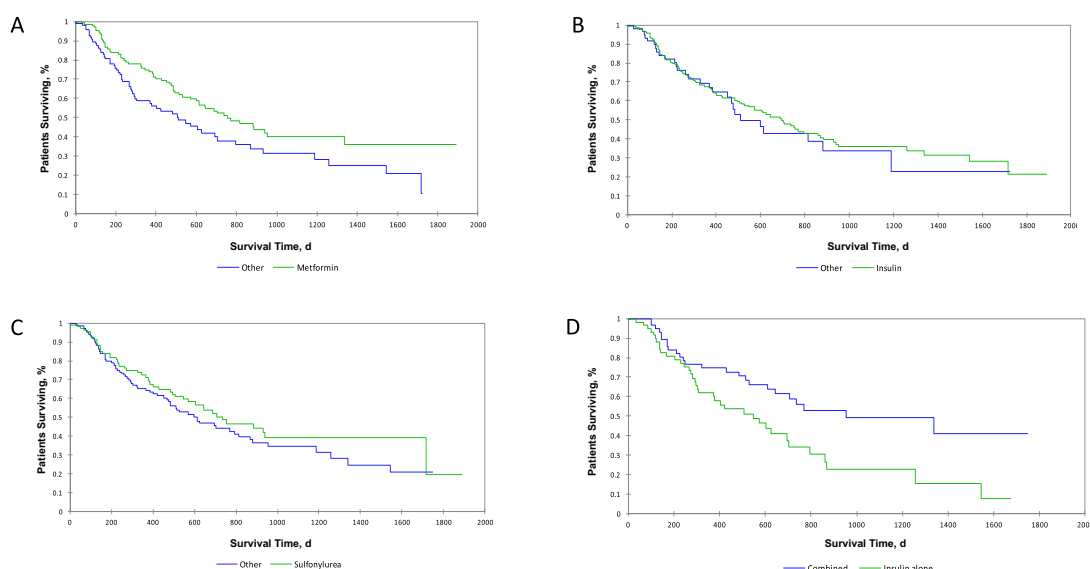 A
Patients Surviving, %
1
0.9
0.8
0.7
0.6
0.5
0.4
0.3
0.2
0.1
0
0 200 400 600 800 1000 1200 1400 1600 1800 2000
Survival Time, d
Other Metformin
B
Patients Surviving, %
1
0.9
0.8
0.7
0.6
0.5
0.4
0.3
0.2
0.1
0
0 200 400 600 800 1000 1200 1400 1600 1800 200
Survival Time, d
Other Insulin
C
Patients Surviving, %
1
0.9
0.8
0.7
0.6
0.5
0.4
0.3
0.2
0.1
0
0 200 400 600 800 1000 1200 1400 1600 1800 2000
Survival Time, d
Other Sulfonylurea
D
Patients Surviving, %
1
0.9
0.8
0.7
0.6
0.5
0.4
0.3
0.2
0.1
0
0 200 400 600 800 1000 1200 1400 1600 1800 200
Survival Time, d
Combined Insulin alone